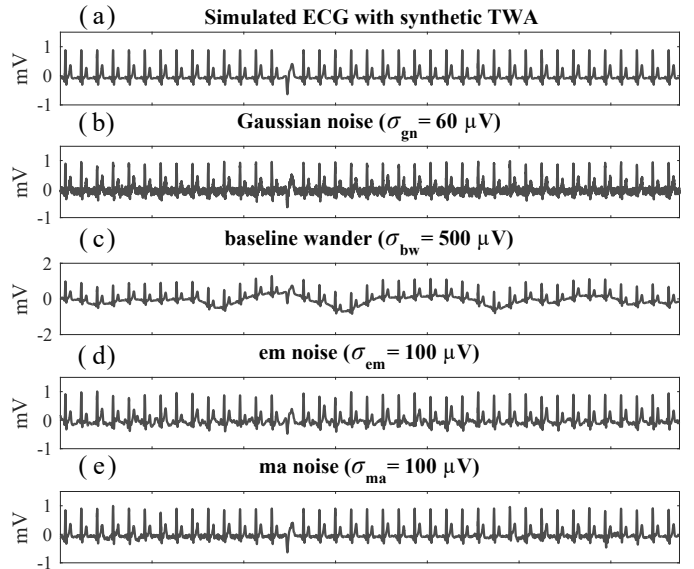 (a) Simulated ECG with synthetic TWA
1
0
-1
mV
(b) Gaussian noise (σgn= 60 μV)
1
0
-1
mV
(c) baseline wander (σbw = 500 μV)
2
0
-2
mV
(d) em noise (σem= 100 μV)
1
0
-1
mV
(e) ma noise (σma= 100 μV)
1
0
-1
mV